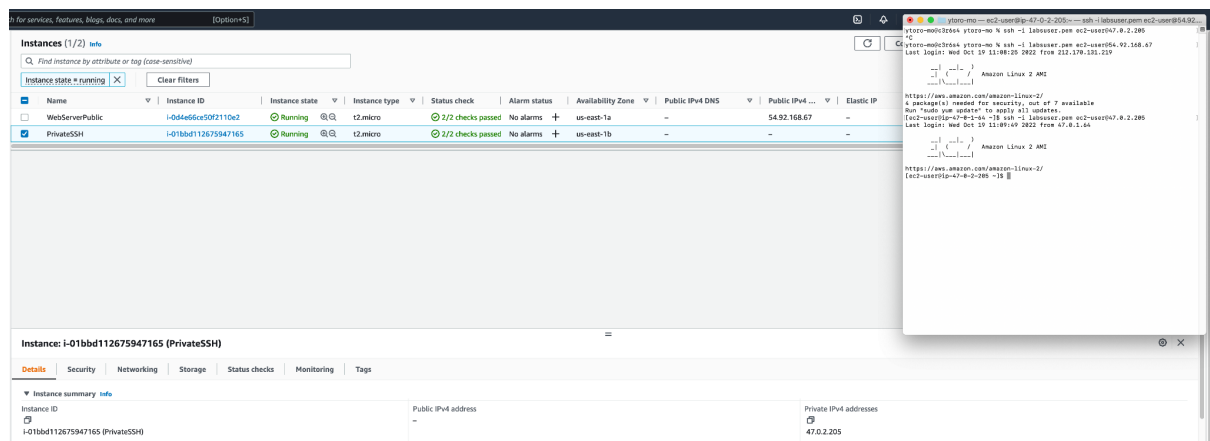 h for services, features, blogs, docs, and more [Option+S]
Instances (1/2) Info
Find instance by attribute or tag (case-sensitive)
Instance state = running X Clear filters
Name Instance ID Instance state Instance type Status check Alarm status Availability Zone Public IPv4 DNS Public IPv4 ... Elastic IP
WebServerPublic i-0d4e66ce50f2110e2 Running t2.micro 2/2 checks passed No alarms + us-east-1a – 54.92.168.67 –
PrivateSSH i-01bbd112675947165 Running t2.micro 2/2 checks passed No alarms + us-east-1b – – –
ytoro-mo — ec2-user@ip-47-0-2-205:~ — ssh -i labsuser.pem ec2-user@54.92....
ytoro-mo@c3r6s4 ytoro-mo % ssh -i labsuser.pem ec2-user@47.0.2.205
^C
ytoro-mo@c3r6s4 ytoro-mo % ssh -i labsuser.pem ec2-user@54.92.168.67
Last login: Wed Oct 19 11:08:25 2022 from 212.170.131.219
__| __|_ )
_| ( / Amazon Linux 2 AMI
___|\___|___|
https://aws.amazon.com/amazon-linux-2/
4 package(s) needed for security, out of 7 available
Run "sudo yum update" to apply all updates.
[ec2-user@ip-47-0-1-64 ~]$ ssh -i labsuser.pem ec2-user@47.0.2.205
Last login: Wed Oct 19 11:09:49 2022 from 47.0.1.64
__| __|_ )
_| ( / Amazon Linux 2 AMI
___|\___|___|
https://aws.amazon.com/amazon-linux-2/
[ec2-user@ip-47-0-2-205 ~]$
Instance: i-01bbd112675947165 (PrivateSSH)
Details Security Networking Storage Status checks Monitoring Tags
Instance summary Info
Instance ID Public IPv4 address Private IPv4 addresses
i-01bbd112675947165 (PrivateSSH) – 47.0.2.205